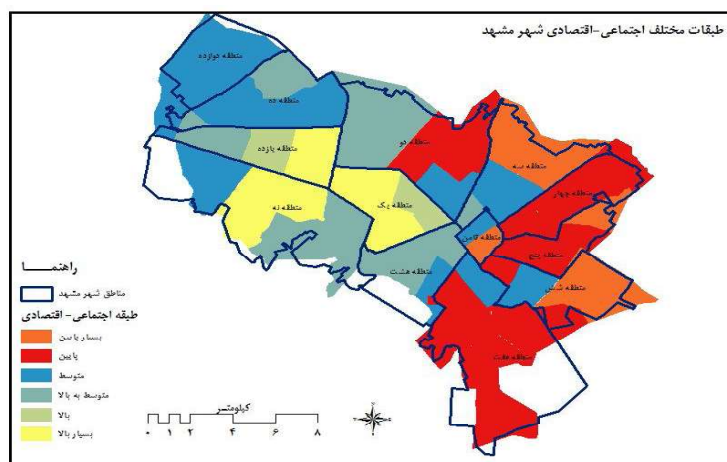 طبقات مختلف اجتماعی-اقتصادی شهر مشهد
منطقه دوازده
منطقه ده
منطقه دو
منطقه یازده
منطقه سه
منطقه چهار
منطقه یک
منطقه نه
منطقه ثامن
منطقه پنج
منطقه هشت
منطقه شش
منطقه هفت
راهنمــــا
مناطق شهر مشهد
طبقه اجتماعی- اقتصادی
بسیار پایین
پایین
متوسط
متوسط به بالا
بالا
بسیار بالا
کیلومتـر
۰ ۱ ۲ ۴ ۶ ۸